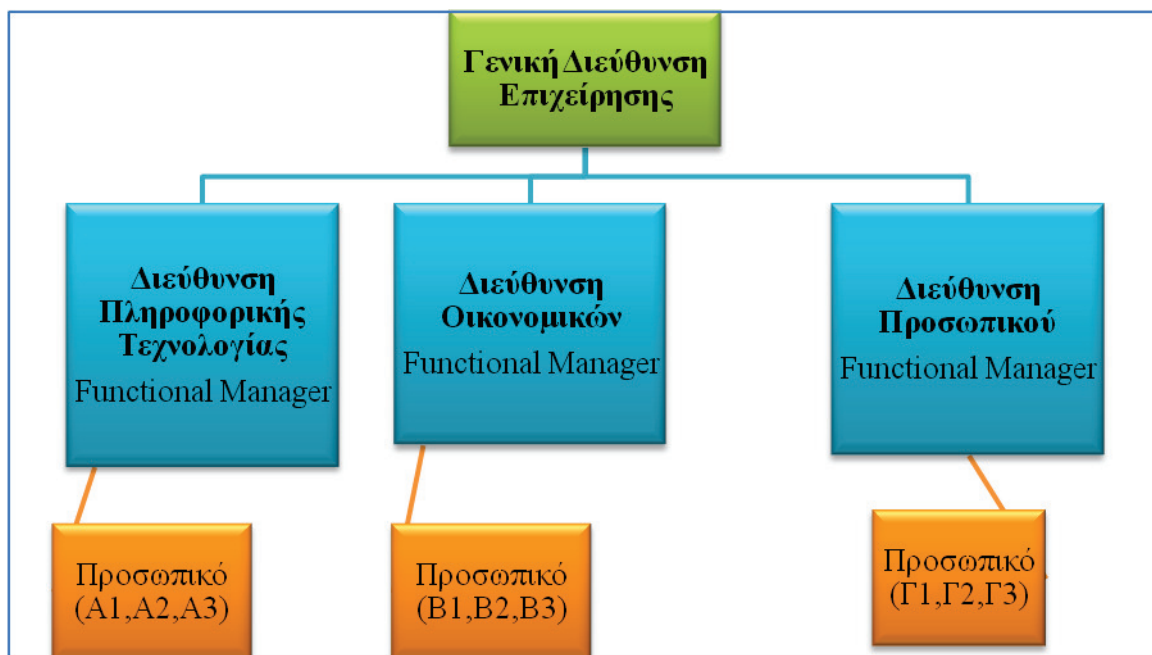 Γενική Διεύθυνση
Επιχείρησης
Διεύθυνση
Πληροφορικής
Τεχνολογίας
Functional Manager
Διεύθυνση
Οικονομικών
Functional Manager
Διεύθυνση
Προσωπικού
Functional Manager
Προσωπικό
(Α1,Α2,Α3)
Προσωπικό
(Β1,Β2,Β3)
Προσωπικό
(Γ1,Γ2,Γ3)